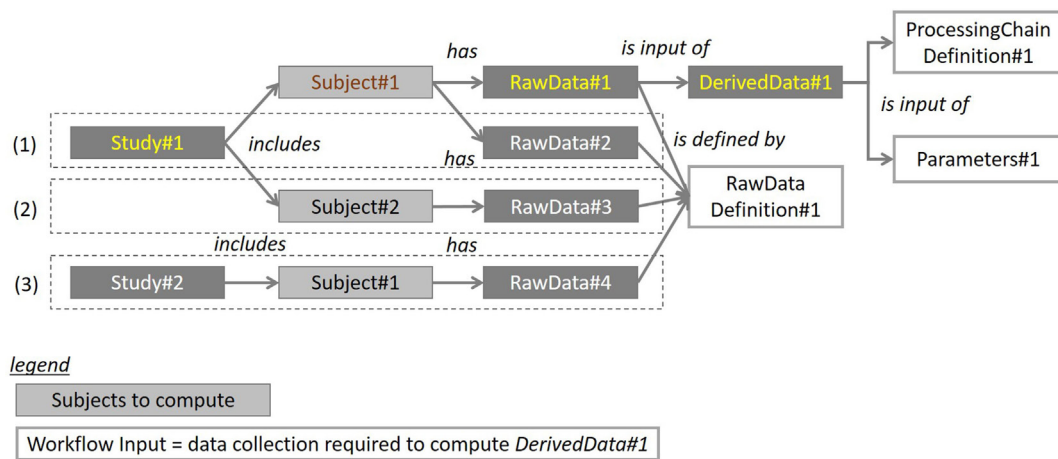 ProcessingChain
Definition#1
has
is input of
Subject#1
RawData#1
DerivedData#1
is input of
(1)
Study#1
includes
has
RawData#2
is defined by
Parameters#1
(2)
Subject#2
RawData#3
RawData
Definition#1
includes
has
(3)
Study#2
Subject#1
RawData#4
legend
Subjects to compute
Workflow Input = data collection required to compute DerivedData#1